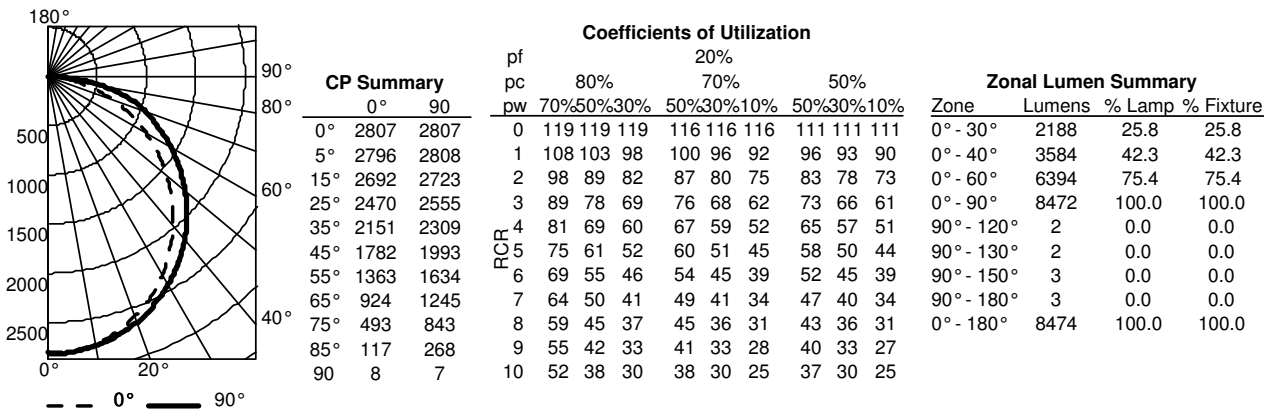 180°
500
1000
1500
2000
2500
90°
80°
60°
40°
0° 20°
0° 90°
CP Summary
0° 90
0° 2807 2807
5° 2796 2808
15° 2692 2723
25° 2470 2555
35° 2151 2309
45° 1782 1993
55° 1363 1634
65° 924 1245
75° 493 843
85° 117 268
90 8 7
Coefficients of Utilization
pf 20%
pc 80% 70% 50%
pw 70%50%30% 50%30%10% 50%30%10%
RCR
0 119 119 119 116 116 116 111 111 111
1 108 103 98 100 96 92 96 93 90
2 98 89 82 87 80 75 83 78 73
3 89 78 69 76 68 62 73 66 61
4 81 69 60 67 59 52 65 57 51
5 75 61 52 60 51 45 58 50 44
6 69 55 46 54 45 39 52 45 39
7 64 50 41 49 41 34 47 40 34
8 59 45 37 45 36 31 43 36 31
9 55 42 33 41 33 28 40 33 27
10 52 38 30 38 30 25 37 30 25
Zonal Lumen Summary
Zone Lumens % Lamp % Fixture
0° - 30° 2188 25.8 25.8
0° - 40° 3584 42.3 42.3
0° - 60° 6394 75.4 75.4
0° - 90° 8472 100.0 100.0
90° - 120° 2 0.0 0.0
90° - 130° 2 0.0 0.0
90° - 150° 3 0.0 0.0
90° - 180° 3 0.0 0.0
0° - 180° 8474 100.0 100.0